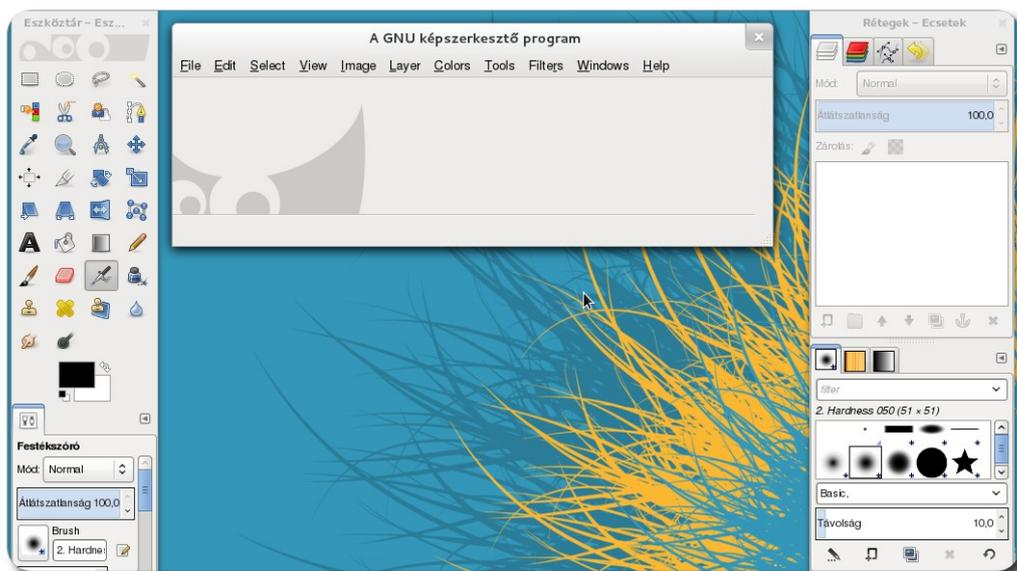 Eszköztár – Esz...
A GNU képszerkesztő program
File Edit Select View Image Layer Colors Tools Filters Windows Help
Festékszóró
Mód: Normal
Átlátszatlanság 100,0
Brush
2. Hardne
Rétegek – Ecsetek
Mód: Normal
Átlátszatlanság 100,0
Zárolás:
filter
2. Hardness 050 (51 × 51)
Basic,
Távolság 10,0